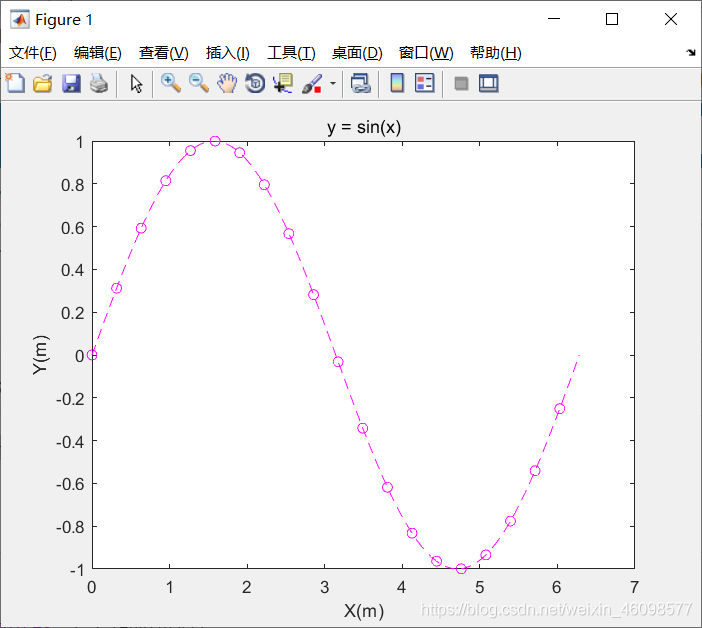 Figure 1
文件(F) 编辑(E) 查看(V) 插入(I) 工具(T) 桌面(D) 窗口(W) 帮助(H)
y = sin(x)
1
0.8
0.6
0.4
0.2
0
-0.2
-0.4
-0.6
-0.8
-1
Y(m)
0 1 2 3 4 5 6 7
X(m)
https://blog.csdn.net/weixin_46098577